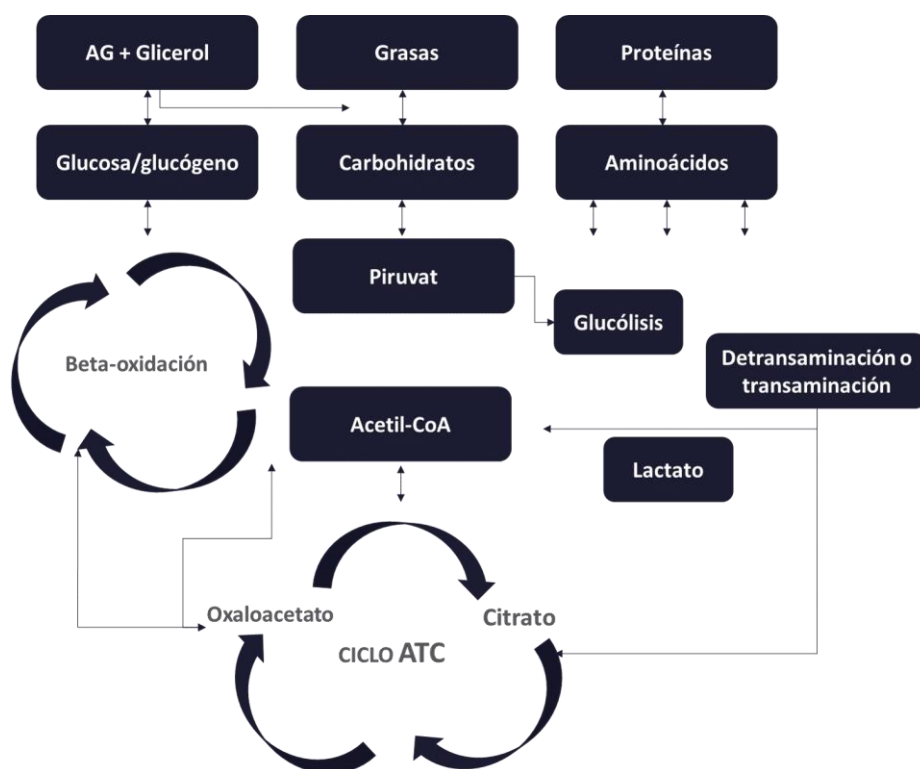 AG + Glicerol
Grasas
Proteínas
Glucosa/glucógeno
Carbohidratos
Aminoácidos
Piruvat
Glucólisis
Beta-oxidación
Detransaminación o
transaminación
Acetil-CoA
Lactato
Oxaloacetato
Citrato
CICLO ATC